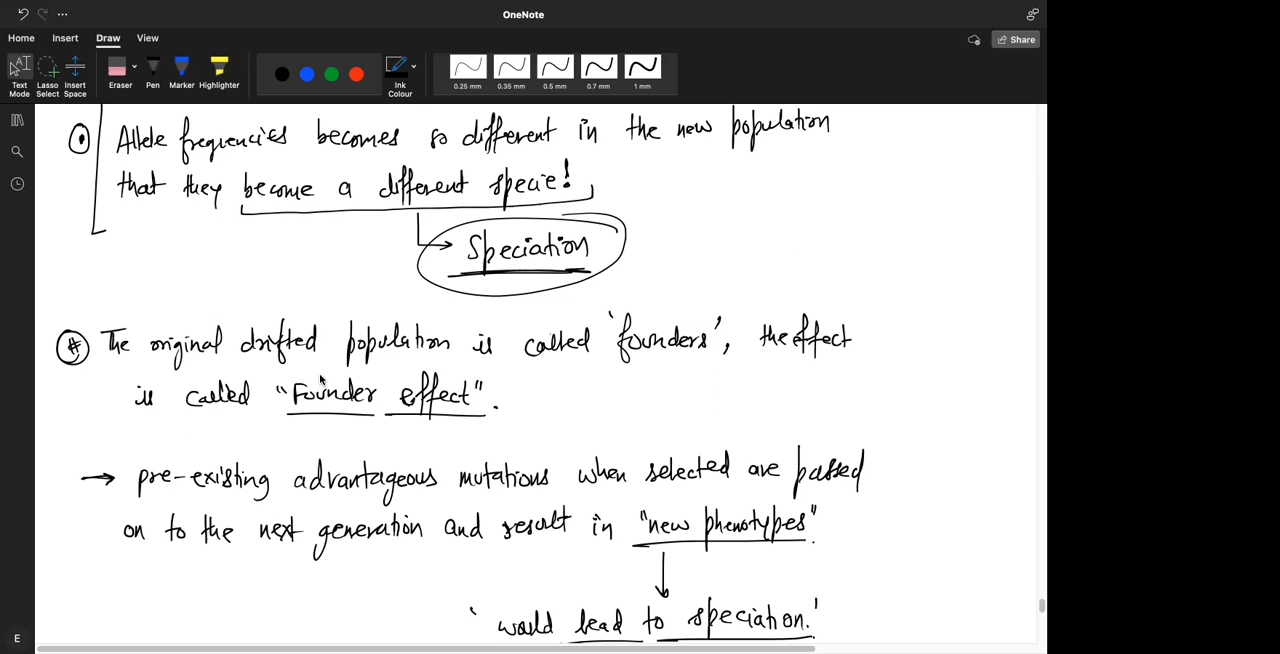 OneNote
Home Insert Draw View
Share
Text Mode
Lasso Select
Insert Space
Eraser
Pen
Marker
Highlighter
Ink Colour
0.25 mm
0.35 mm
0.5 mm
0.7 mm
1 mm
Allele frequencies becomes so different in the new population
that they become a different specie!
Speciation
# The original drifted population is called 'founders', the effect
is called "Founder effect".
→ pre-existing advantageous mutations when selected are passed
on to the next generation and result in "new phenotypes".
'would lead to speciation.'
E